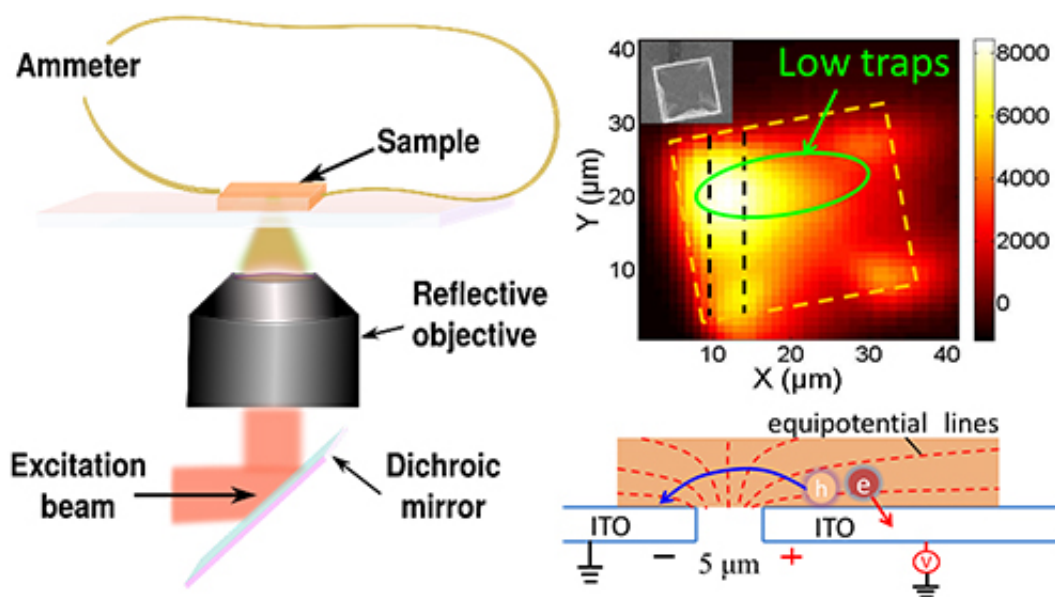 Ammeter
Sample
Reflective
objective
Excitation
beam
Dichroic
mirror
Low traps
40
30
20
10
Y (µm)
10 20 30 40
X (µm)
8000
6000
4000
2000
0
equipotential lines
h e
ITO ITO
− 5 µm + V